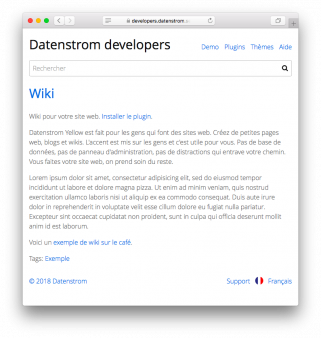 developers.datenstrom.
Datenstrom developers
Demo Plugins Thèmes Aide
Rechercher
Wiki
Wiki pour votre site web. Installer le plugin.
Datenstrom Yellow est fait pour les gens qui font des sites web. Créez de petites pages
web, blogs et wikis. L'accent est mis sur les gens et c'est utile pour vous. Pas de base de
données, pas de panneau d'administration, pas de distractions qui entrave votre chemin.
Vous faites votre site web, on prend soin du reste.
Lorem ipsum dolor sit amet, consectetur adipisicing elit, sed do eiusmod tempor
incididunt ut labore et dolore magna pizza. Ut enim ad minim veniam, quis nostrud
exercitation ullamco laboris nisi ut aliquip ex ea commodo consequat. Duis aute irure
dolor in reprehenderit in voluptate velit esse cillum dolore eu fugiat nulla pariatur.
Excepteur sint occaecat cupidatat non proident, sunt in culpa qui officia deserunt mollit
anim id est laborum.
Voici un exemple de wiki sur le café.
Tags: Exemple
© 2018 Datenstrom
Support Français